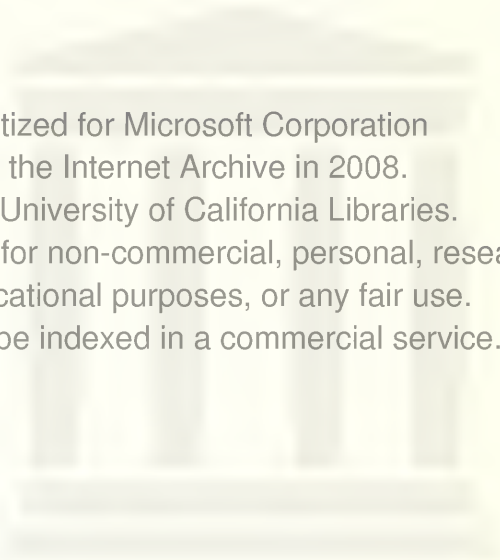 tized for Microsoft Corporation
the Internet Archive in 2008.
University of California Libraries.
for non-commercial, personal, resea
cational purposes, or any fair use.
be indexed in a commercial service.